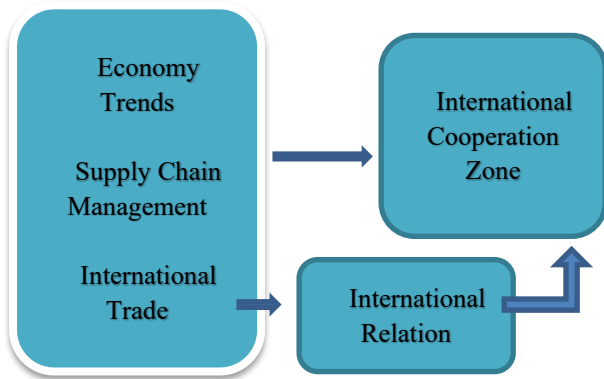 Economy
Trends
Supply Chain
Management
International
Trade
International
Cooperation
Zone
International
Relation